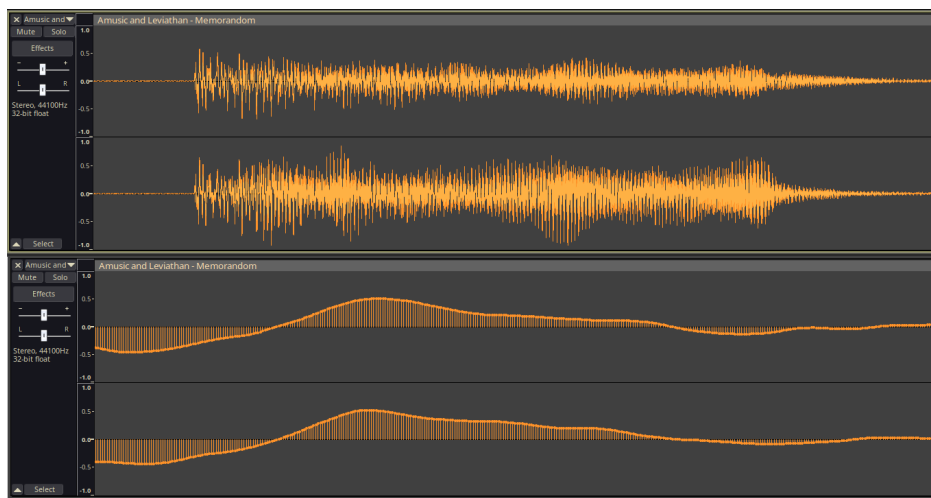 Amusic and
Amusic and Leviathan - Memorandom
Mute Solo
Effects
- +
L R
Stereo, 44100Hz
32-bit float
Select
1.0
0.5-
0.0-
-0.5-
-1.0
1.0
0.5-
0.0-
-0.5-
-1.0
Amusic and
Amusic and Leviathan - Memorandom
Mute Solo
Effects
- +
L R
Stereo, 44100Hz
32-bit float
Select
1.0
0.5-
0.0-
-0.5-
-1.0
1.0
0.5-
0.0-
-0.5-
-1.0